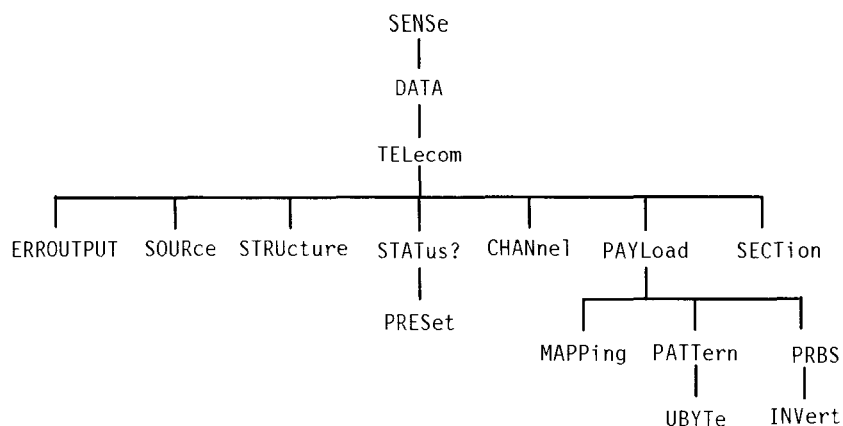 SENSe
DATA
TELecom
ERROUTPUT SOURce STRUcture STATus? CHANnel PAYLoad SECTion
PRESet
MAPPing PATTern PRBS
UBYTe INVert